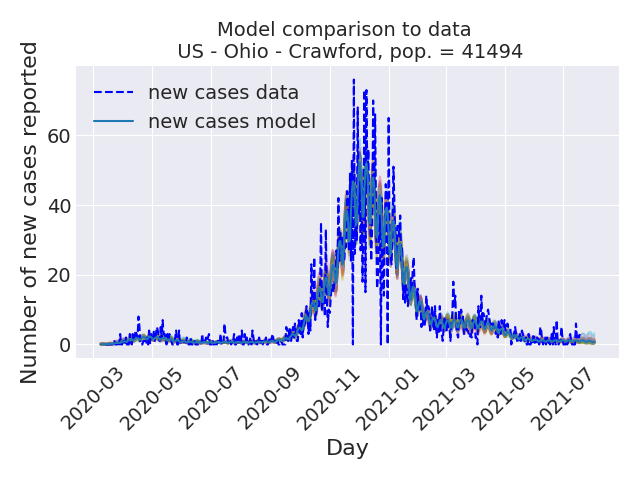 Model comparison to data
US - Ohio - Crawford, pop. = 41494
Number of new cases reported
new cases data
new cases model
60
40
20
0
2020-03
2020-05
2020-07
2020-09
2020-11
2021-01
2021-03
2021-05
2021-07
Day